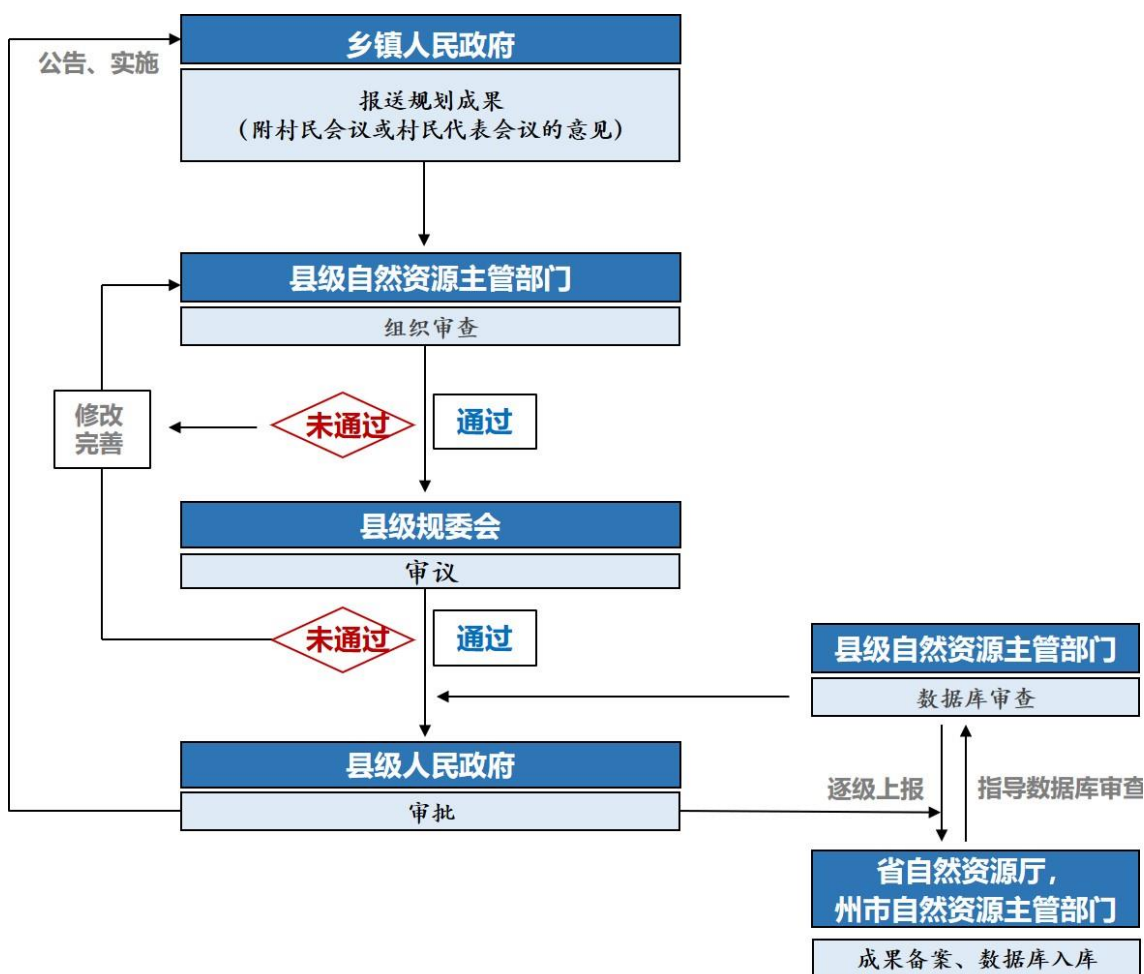 乡镇人民政府
公告、实施
报送规划成果
(附村民会议或村民代表会议的意见)
县级自然资源主管部门
组织审查
修改
完善
未通过
通过
县级规委会
审议
未通过
通过
县级自然资源主管部门
数据库审查
县级人民政府
审批
逐级上报
指导数据库审查
省自然资源厅，
州市自然资源主管部门
成果备案、数据库入库